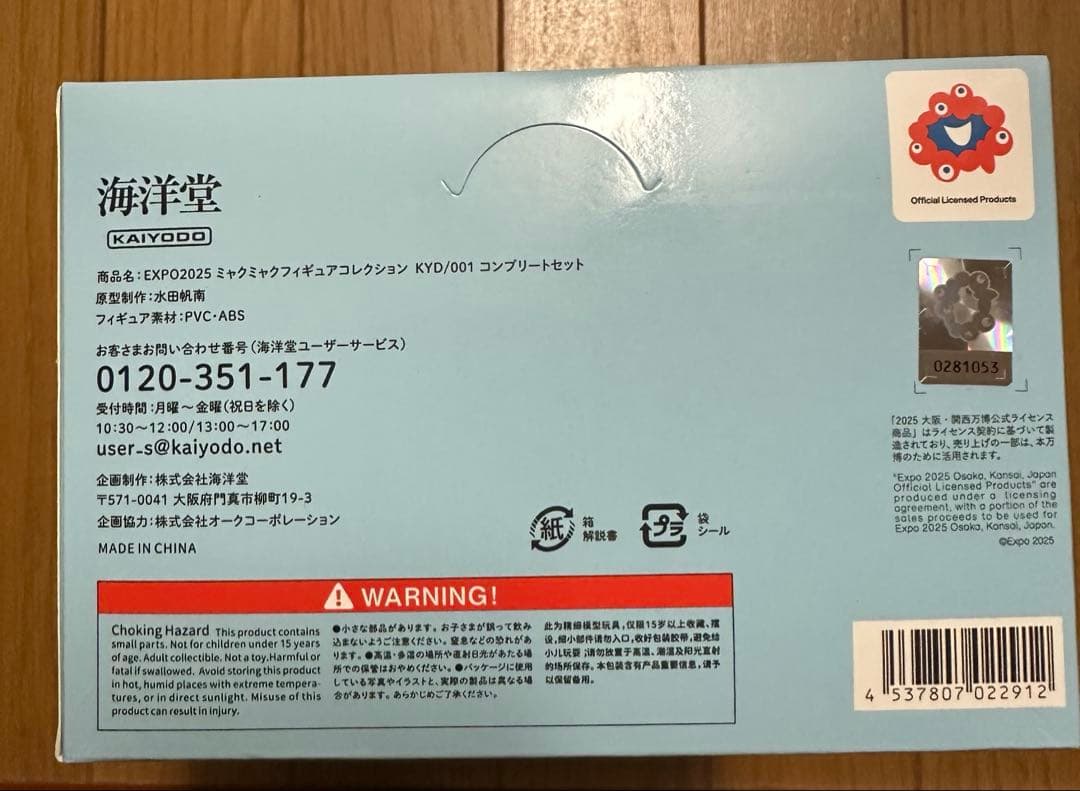 海洋堂
KAIYODO
商品名:EXPO2025 ミャクミャクフィギュアコレクション KYD/001 コンプリートセット
原型制作:水田帆南
フィギュア素材:PVC・ABS
お客さまお問い合わせ番号(海洋堂ユーザーサービス)
0120-351-177
受付時間:月曜~金曜(祝日を除く)
10:30~12:00/13:00~17:00
user_s@kaiyodo.net
企画制作:株式会社海洋堂
〒571-0041 大阪府門真市柳町19-3
企画協力:株式会社オークコーポレーション
MADE IN CHINA
紙
箱
解説書
プラ
袋
シール
Official Licensed Products
0281053
「2025 大阪・関西万博公式ライセンス
商品」はライセンス契約に基づいて製
造されており、売り上げの一部は、本万
博のために活用されます。
"Expo 2025 Osaka, Kansai, Japan
Official Licensed Products" are
produced under a licensing
agreement, with a portion of the
sales proceeds to be used for
Expo 2025 Osaka, Kansai, Japan.
©Expo 2025
WARNING!
Choking Hazard This product contains
small parts. Not for children under 15 years
of age. Adult collectible. Not a toy. Harmful or
fatal if swallowed. Avoid storing this product
in hot, humid places with extreme tempera-
tures, or in direct sunlight. Misuse of this
product can result in injury.
●小さな部品があります。お子さまが誤って飲み
込まないようご注意ください。窒息などの恐れがあ
ります。●高温・多湿の場所や直射日光があたる場
所での保管はおやめください。●パッケージに使用
している写真やイラストと、実際の製品は異なる場
合があります。あらかじめご了承ください。
此为精细模型玩具,仅限15岁以上收藏、摆
设,细小部件请勿入口,收好包装胶带,避免给
小儿玩耍;请勿放置于高温、潮湿及阳光直射
的场所保存。本包装含有产品重要信息,请予
以保留备用。
4 537807 022912